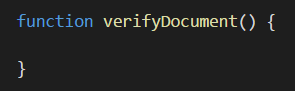 function verifyDocument() {
}